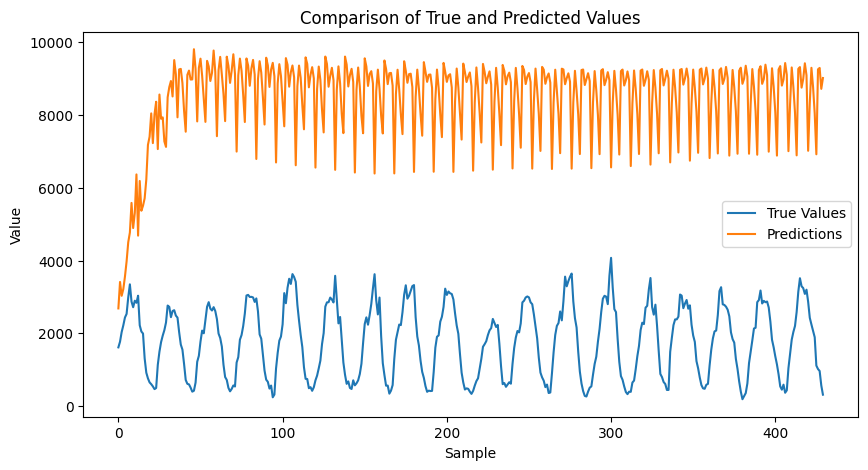 Comparison of True and Predicted Values
Value
10000
8000
6000
4000
2000
0
True Values
Predictions
0
100
200
300
400
Sample